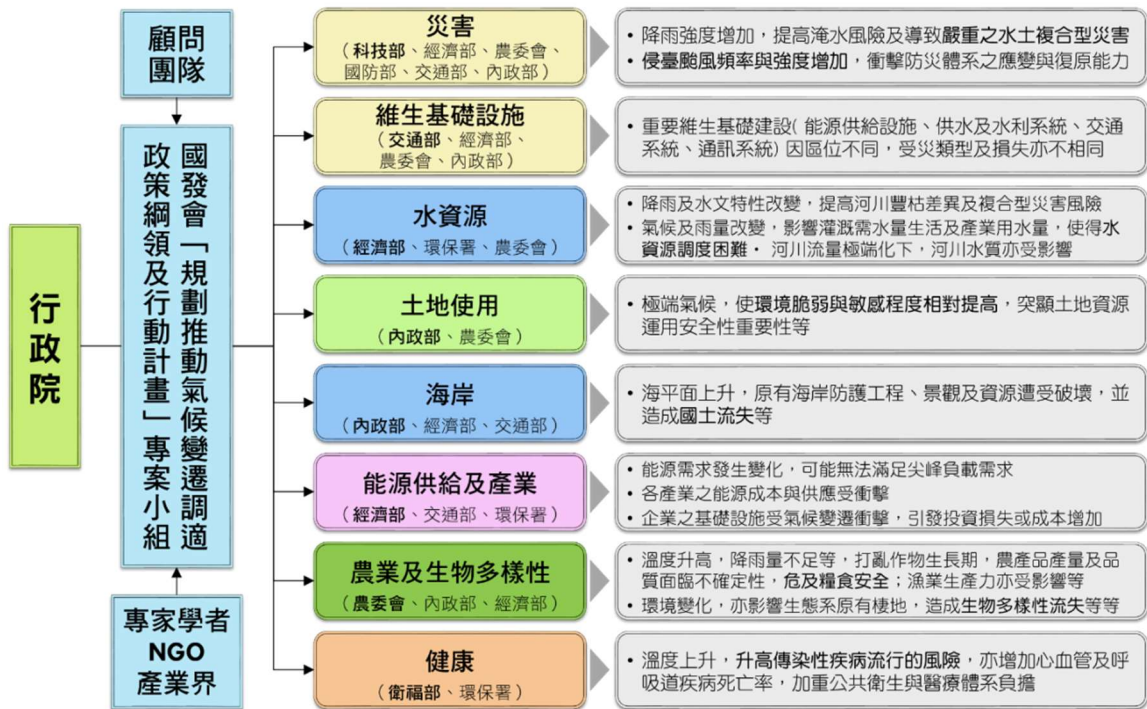 行政院
顧問
團隊
國發會「規劃推動氣候變遷調適
政策綱領及行動計畫」專案小組
專家學者
NGO
產業界
災害
（科技部、經濟部、農委會、
國防部、交通部、內政部）
• 降雨強度增加，提高淹水風險及導致嚴重之水土複合型災害
• 侵臺颱風頻率與強度增加，衝擊防災體系之應變與復原能力
維生基礎設施
（交通部、經濟部、
農委會、內政部）
• 重要維生基礎建設( 能源供給設施、供水及水利系統、交通
系統、通訊系統) 因區位不同，受災類型及損失亦不相同
水資源
（經濟部、環保署、農委會）
• 降雨及水文特性改變，提高河川豐枯差異及複合型災害風險
• 氣候及雨量改變，影響灌溉需水量生活及產業用水量，使得水
資源調度困難・ 河川流量極端化下，河川水質亦受影響
土地使用
（內政部、農委會）
• 極端氣候，使環境脆弱與敏感程度相對提高，突顯土地資源
運用安全性重要性等
海岸
（內政部、經濟部、交通部）
• 海平面上升，原有海岸防護工程、景觀及資源遭受破壞，並
造成國土流失等
能源供給及產業
（經濟部、交通部、環保署）
• 能源需求發生變化，可能無法滿足尖峰負載需求
• 各產業之能源成本與供應受衝擊
• 企業之基礎設施受氣候變遷衝擊，引發投資損失或成本增加
農業及生物多樣性
（農委會、內政部、經濟部）
• 溫度升高，降雨量不足等，打亂作物生長期，農產品產量及品
質面臨不確定性，危及糧食安全；漁業生產力亦受影響等
• 環境變化，亦影響生態系原有棲地，造成生物多樣性流失等等
健康
（衛福部、環保署）
• 溫度上升，升高傳染性疾病流行的風險，亦增加心血管及呼
吸道疾病死亡率，加重公共衛生與醫療體系負擔